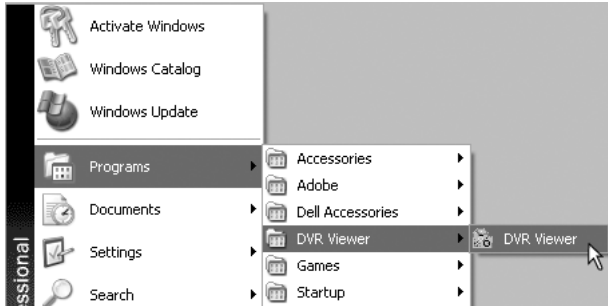 Activate Windows
Windows Catalog
Windows Update
Programs
Documents
Settings
Search
Accessories
Adobe
Dell Accessories
DVR Viewer
Games
Startup
DVR Viewer
ssional